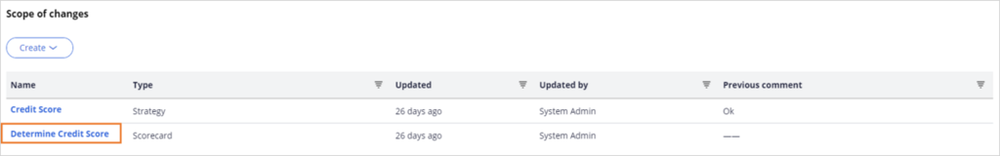 Scope of changes
Create
Name Type Updated Updated by Previous comment
Credit Score Strategy 26 days ago System Admin Ok
Determine Credit Score Scorecard 26 days ago System Admin ——